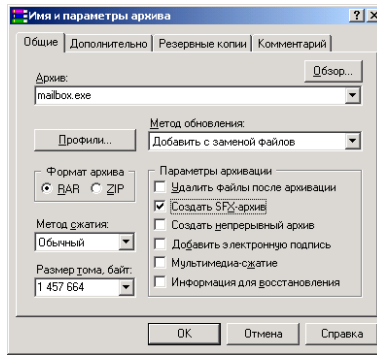 Имя и параметры архива
Общие Дополнительно Резервные копии Комментарий
Обзор...
Архив:
mailbox.exe
Метод обновления:
Профили... Добавить с заменой файлов
Формат архива
RAR ZIP
Параметры архивации
Удалить файлы после архивации
Создать SFX-архив
Создать непрерывный архив
Добавить электронную подпись
Мультимедиа-сжатие
Информация для восстановления
Метод сжатия:
Обычный
Размер тома, байт:
1 457 664
OK Отмена Справка